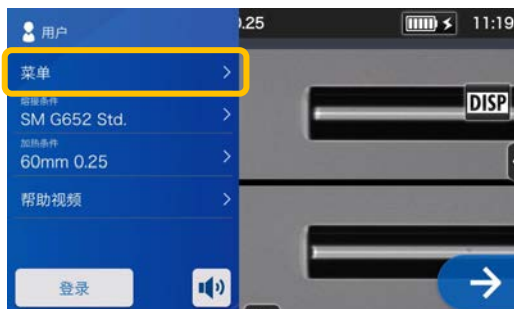 用户
.25
11:19
菜单
熔接条件
SM G652 Std.
加热条件
60mm 0.25
帮助视频
登录
DISP